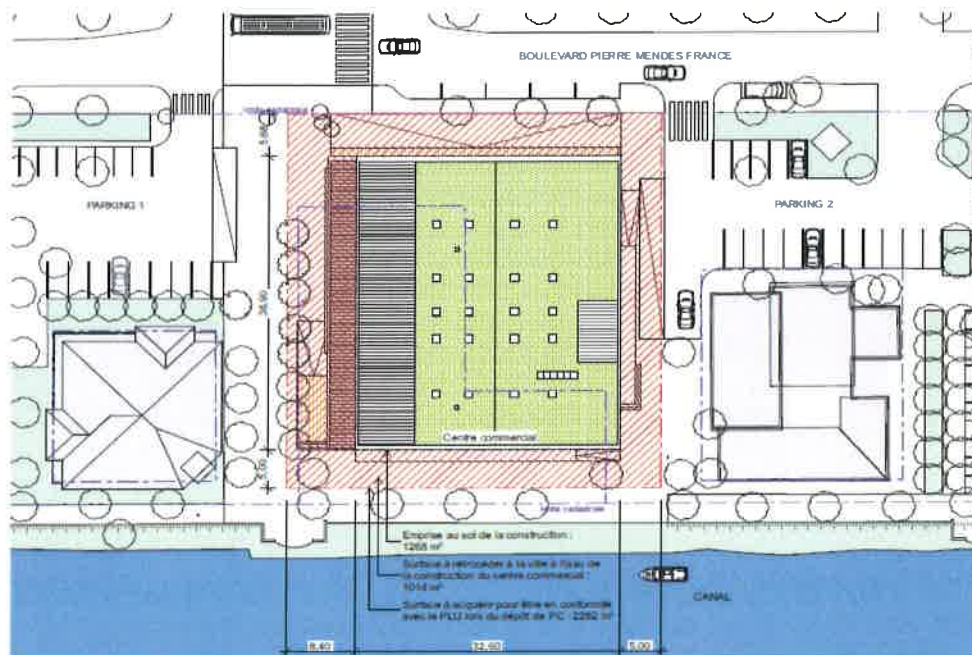 BOULEVARD PIERRE MENDES FRANCE
PARKING 1
PARKING 2
5,00
Centre commercial
Emprise au sol de la construction :
1268 m²
Surface à rétrocéder à la ville à l'issu de
la construction du centre commercial :
1014 m²
Surface à acquérir pour être en conformité
avec le PLU lors du dépôt de PC : 2282 m²
CANAL
8,40
32,60
5,00